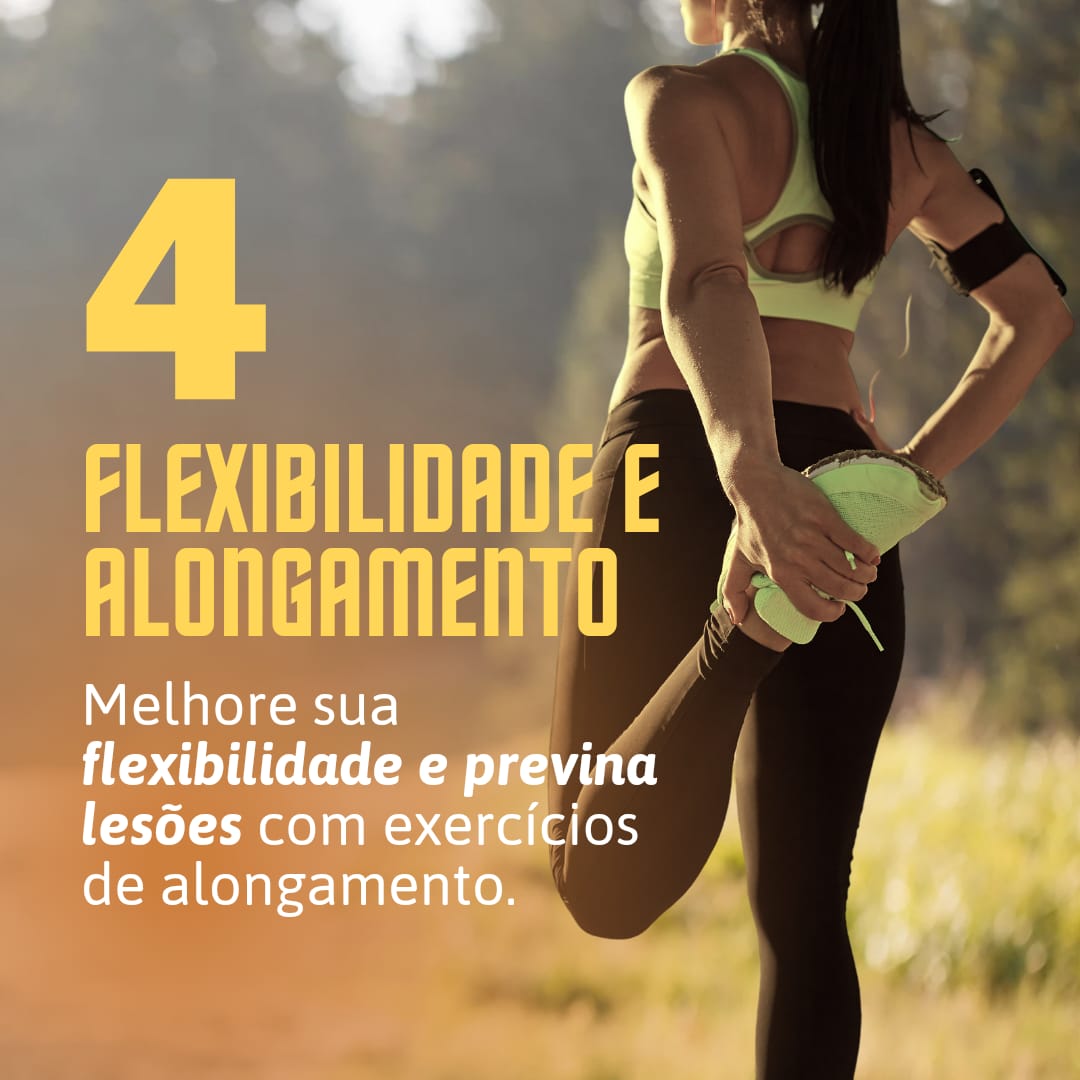 4
FLEXIBILIDADE E
ALONGAMENTO
Melhore sua
flexibilidade e previna
lesões com exercícios
de alongamento.